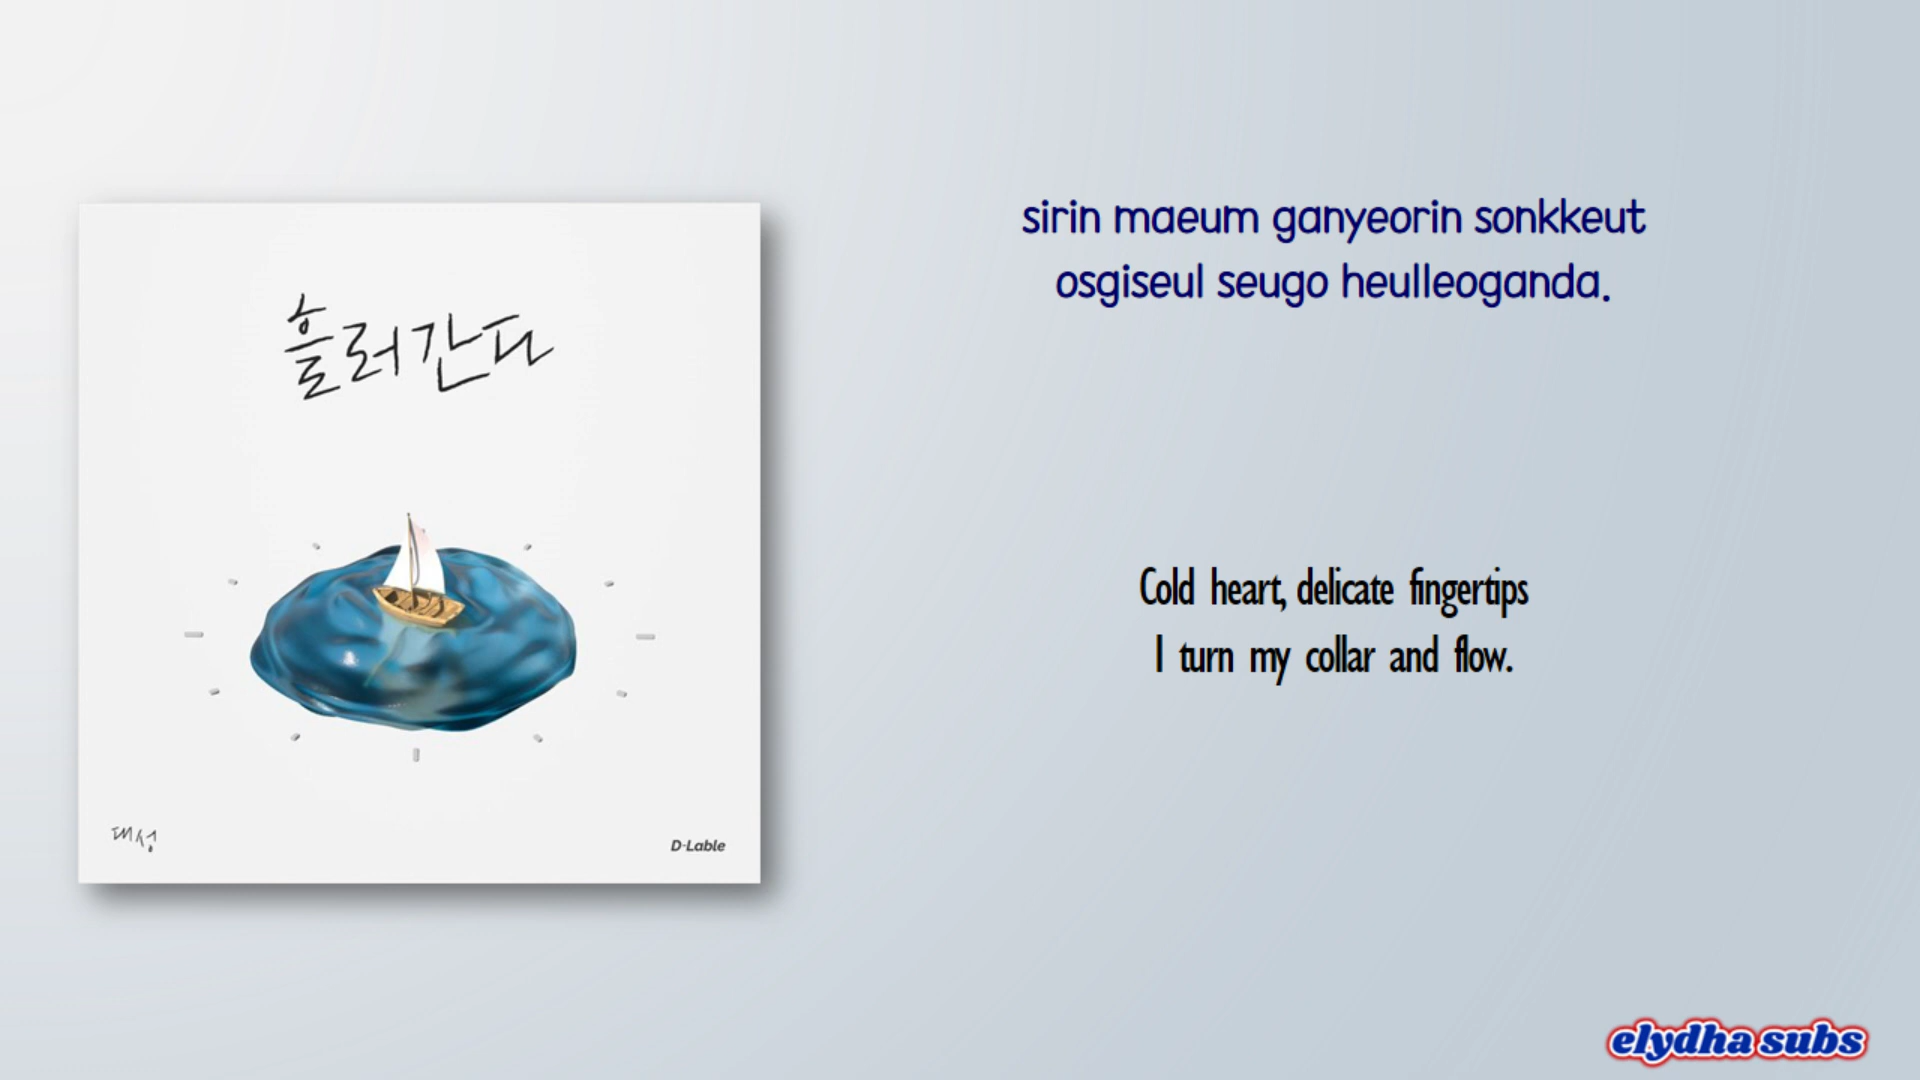 흘러간다
대성
D-Lable
sirin maeum ganyeorin sonkkeut
osgiseul seugo heulleoganda.
Cold heart, delicate fingertips
I turn my collar and flow.
elydha subs